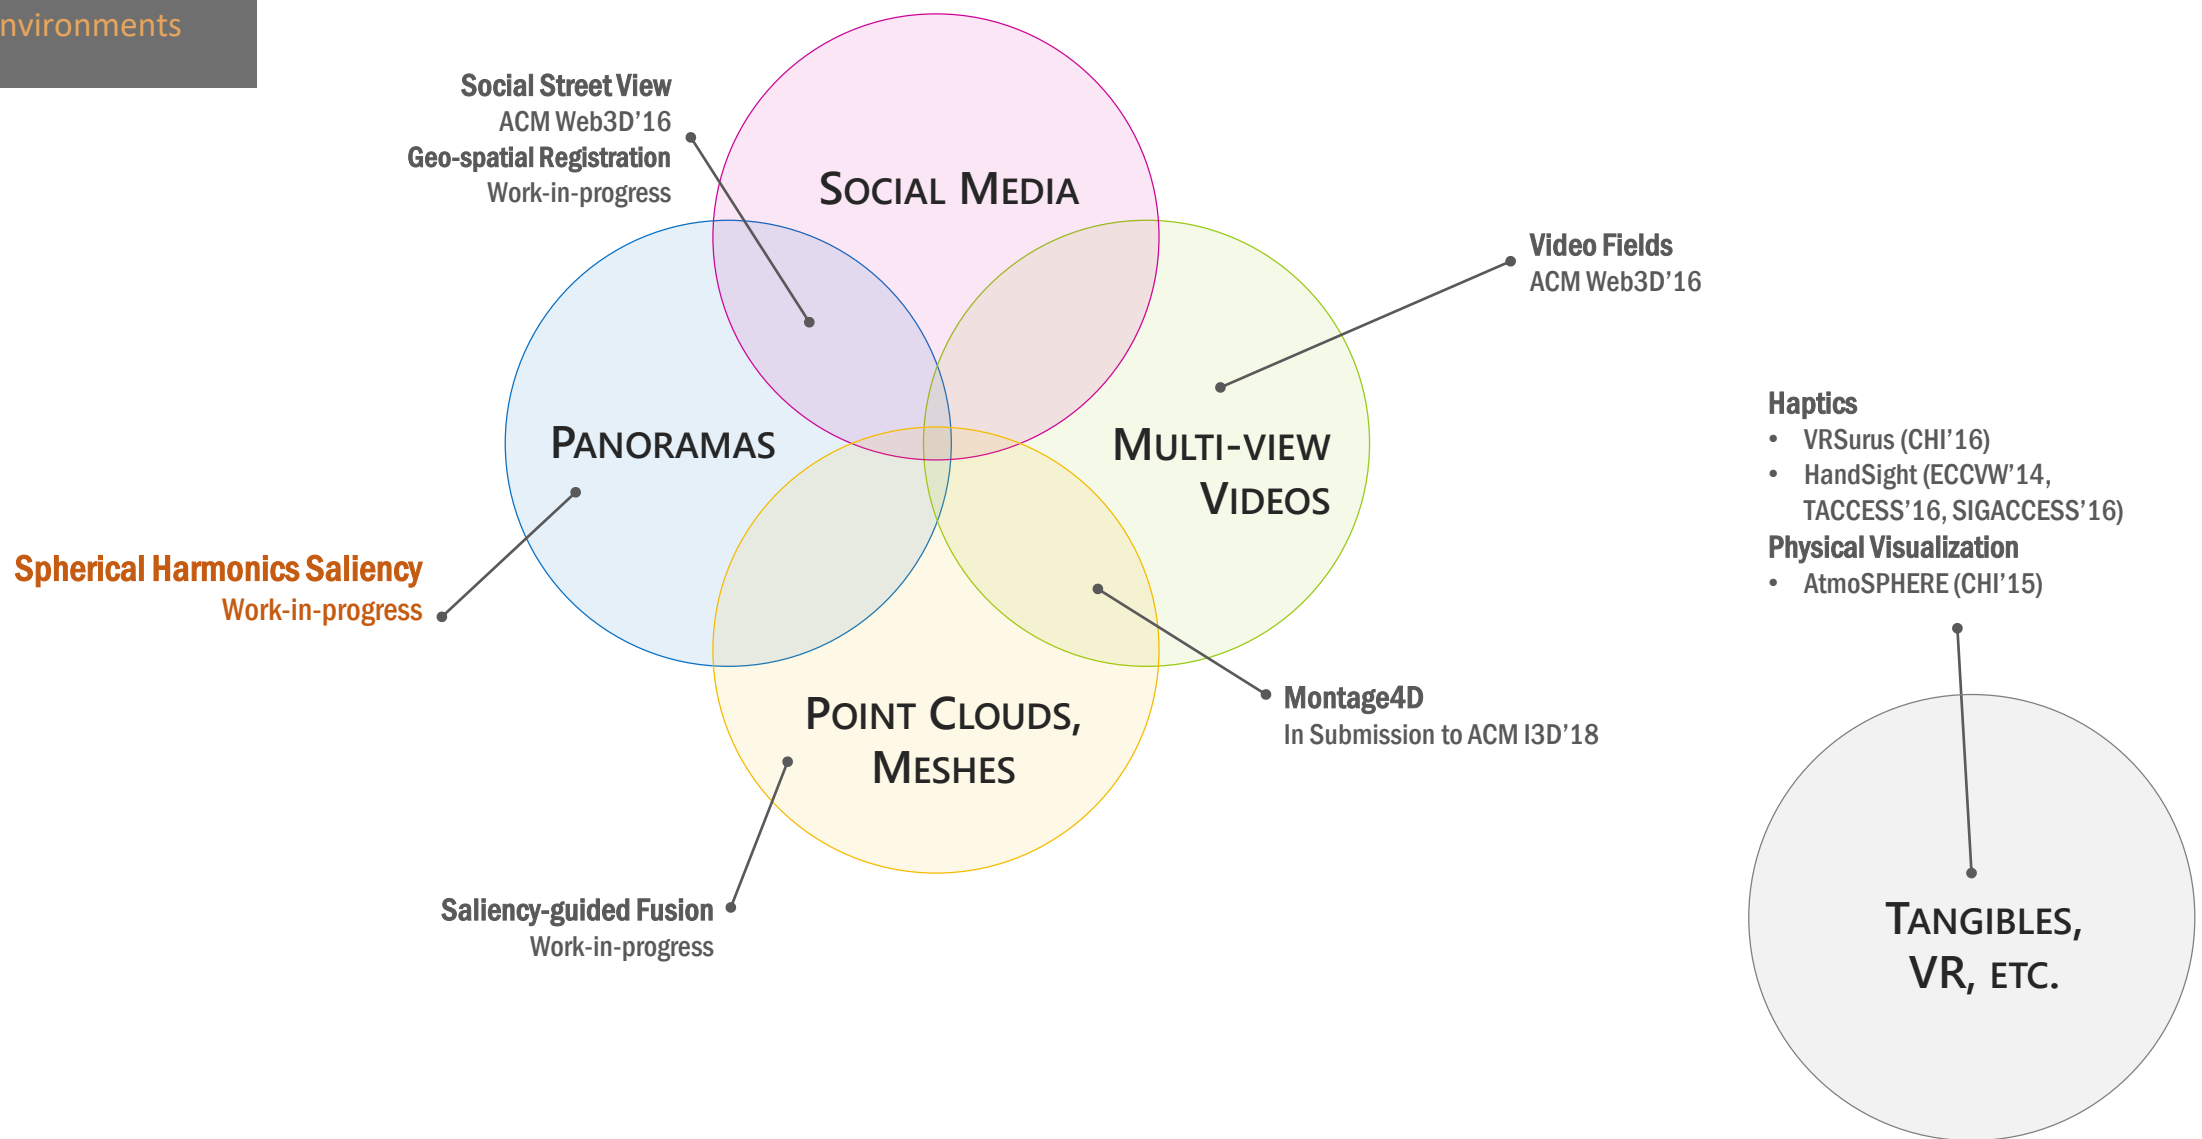 nvironments
Social Street View
ACM Web3D’16
Geo-spatial Registration
Work-in-progress
SOCIAL MEDIA
Video Fields
ACM Web3D’16
PANORAMAS
MULTI-VIEW
VIDEOS
Haptics
• VRSurus (CHI’16)
• HandSight (ECCVW’14,
TACCESS’16, SIGACCESS’16)
Physical Visualization
• AtmoSPHERE (CHI’15)
Spherical Harmonics Saliency
Work-in-progress
POINT CLOUDS,
MESHES
Montage4D
In Submission to ACM I3D’18
Saliency-guided Fusion
Work-in-progress
TANGIBLES,
VR, ETC.